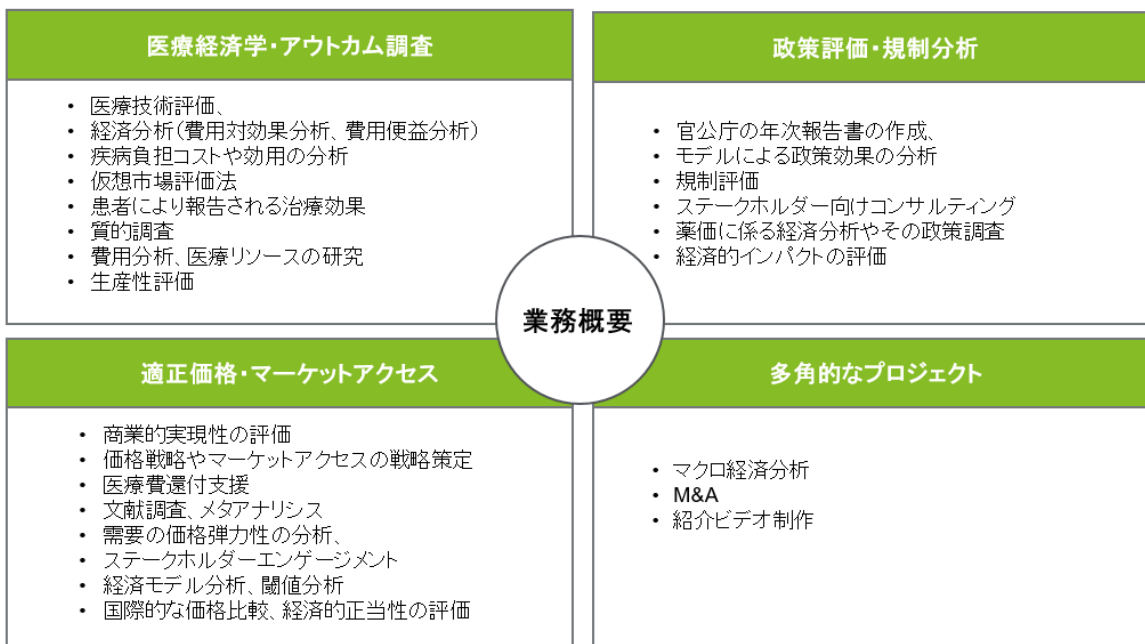 医療経済学・アウトカム調査
・ 医療技術評価、
・ 経済分析(費用対効果分析、費用便益分析)
・ 疾病負担コストや効用の分析
・ 仮想市場評価法
・ 患者により報告される治療効果
・ 質的調査
・ 費用分析、医療リソースの研究
・ 生産性評価
政策評価・規制分析
・ 官公庁の年次報告書の作成、
・ モデルによる政策効果の分析
・ 規制評価
・ ステークホルダー向けコンサルティング
・ 薬価に係る経済分析やその政策調査
・ 経済的インパクトの評価
業務概要
適正価格・マーケットアクセス
・ 商業的実現性の評価
・ 価格戦略やマーケットアクセスの戦略策定
・ 医療費還付支援
・ 文献調査、メタアナリシス
・ 需要の価格弾力性の分析、
・ ステークホルダーエンゲージメント
・ 経済モデル分析、閾値分析
・ 国際的な価格比較、経済的正当性の評価
多角的なプロジェクト
・ マクロ経済分析
・ M&A
・ 紹介ビデオ制作